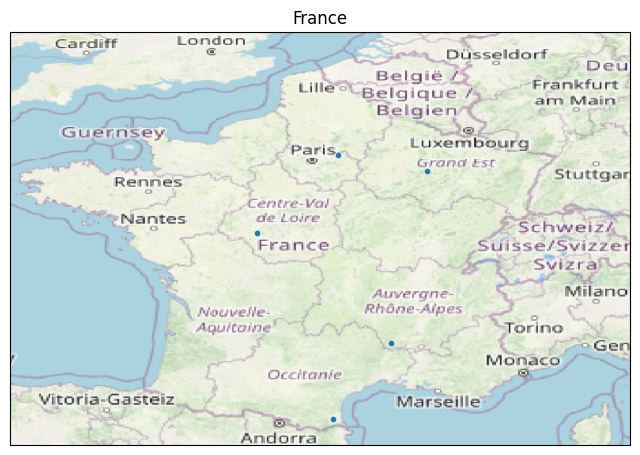 France
Cardiff
London
Düsseldorf
Deu
België /
Belgique /
Belgien
Lille
Frankfurt
am Main
Guernsey
Paris
Luxembourg
Grand Est
Stuttgar
Rennes
Centre-Val
de Loire
Nantes
France
Schweiz/
Suisse/Svizzer
Svizra
Auvergne-
Rhône-Alpes
Milano
Nouvelle-
Aquitaine
Torino
Gen
Monaco
Occitanie
Vitoria-Gasteiz
Marseille
Andorra